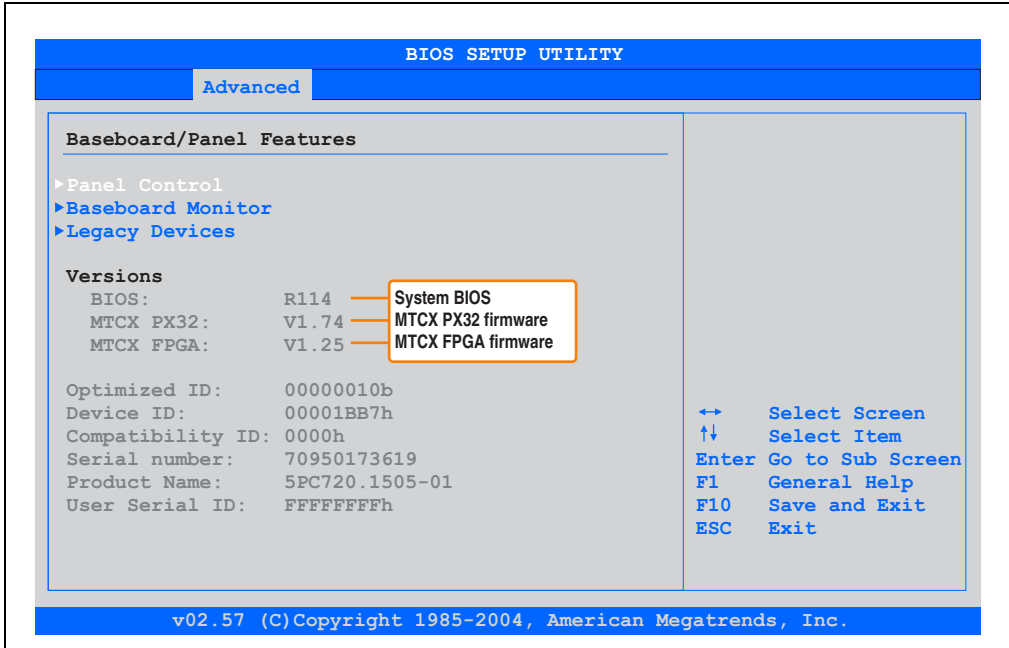 BIOS SETUP UTILITY
Advanced
Baseboard/Panel Features
Panel Control
Baseboard Monitor
Legacy Devices
Versions
BIOS: R114 System BIOS
MTCX PX32: V1.74 MTCX PX32 firmware
MTCX FPGA: V1.25 MTCX FPGA firmware
Optimized ID: 00000010b
Device ID: 00001BB7h
Compatibility ID: 0000h
Serial number: 70950173619
Product Name: 5PC720.1505-01
User Serial ID: FFFFFFFFh
↔ Select Screen
↑↓ Select Item
Enter Go to Sub Screen
F1 General Help
F10 Save and Exit
ESC Exit
v02.57 (C)Copyright 1985-2004, American Megatrends, Inc.